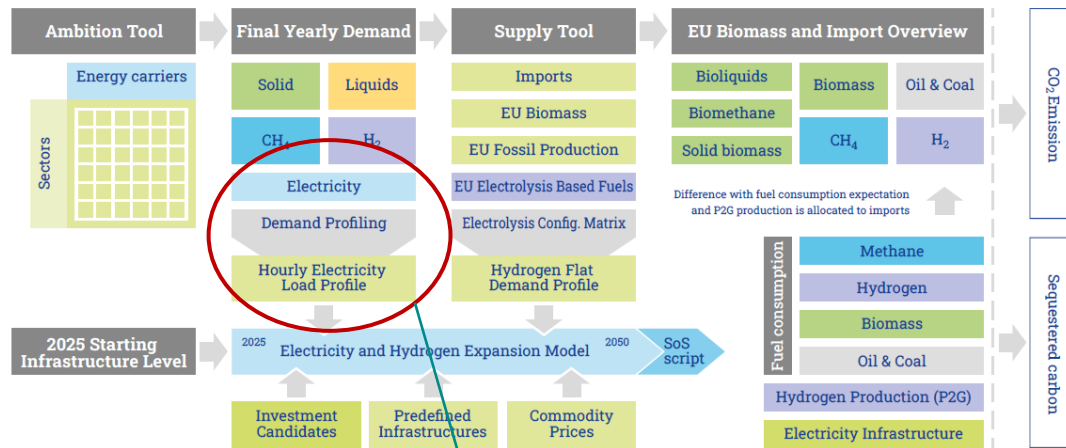 Ambition Tool
Final Yearly Demand
Supply Tool
EU Biomass and Import Overview
Energy carriers
Sectors
Solid
Liquids
CH₄
H₂
Electricity
Demand Profiling
Hourly Electricity
Load Profile
Imports
EU Biomass
EU Fossil Production
EU Electrolysis Based Fuels
Electrolysis Config. Matrix
Hydrogen Flat
Demand Profile
Bioliquids
Biomethane
Solid biomass
Biomass
Oil & Coal
CH₄
H₂
Difference with fuel consumption expectation
and P2G production is allocated to imports
Fuel consumption
Methane
Hydrogen
Biomass
Oil & Coal
Hydrogen Production (P2G)
Electricity Infrastructure
CO₂ Emission
Sequestered carbon
2025 Starting
Infrastructure Level
2025 Electricity and Hydrogen Expansion Model 2050
SoS
script
Investment
Candidates
Predefined
Infrastructures
Commodity
Prices